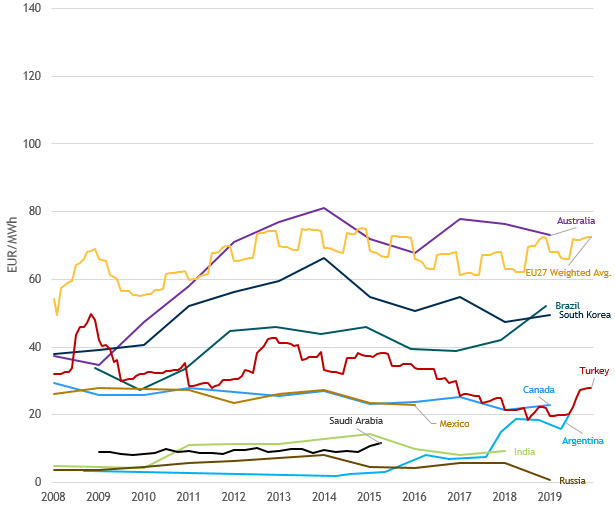 140
120
100
80
60
40
20
0
EUR/MWh
Australia
EU27 Weighted Avg.
Brazil
South Korea
Turkey
Canada
Mexico
Saudi Arabia
Argentina
India
Russia
2008 2009 2010 2011 2012 2013 2014 2015 2016 2017 2018 2019